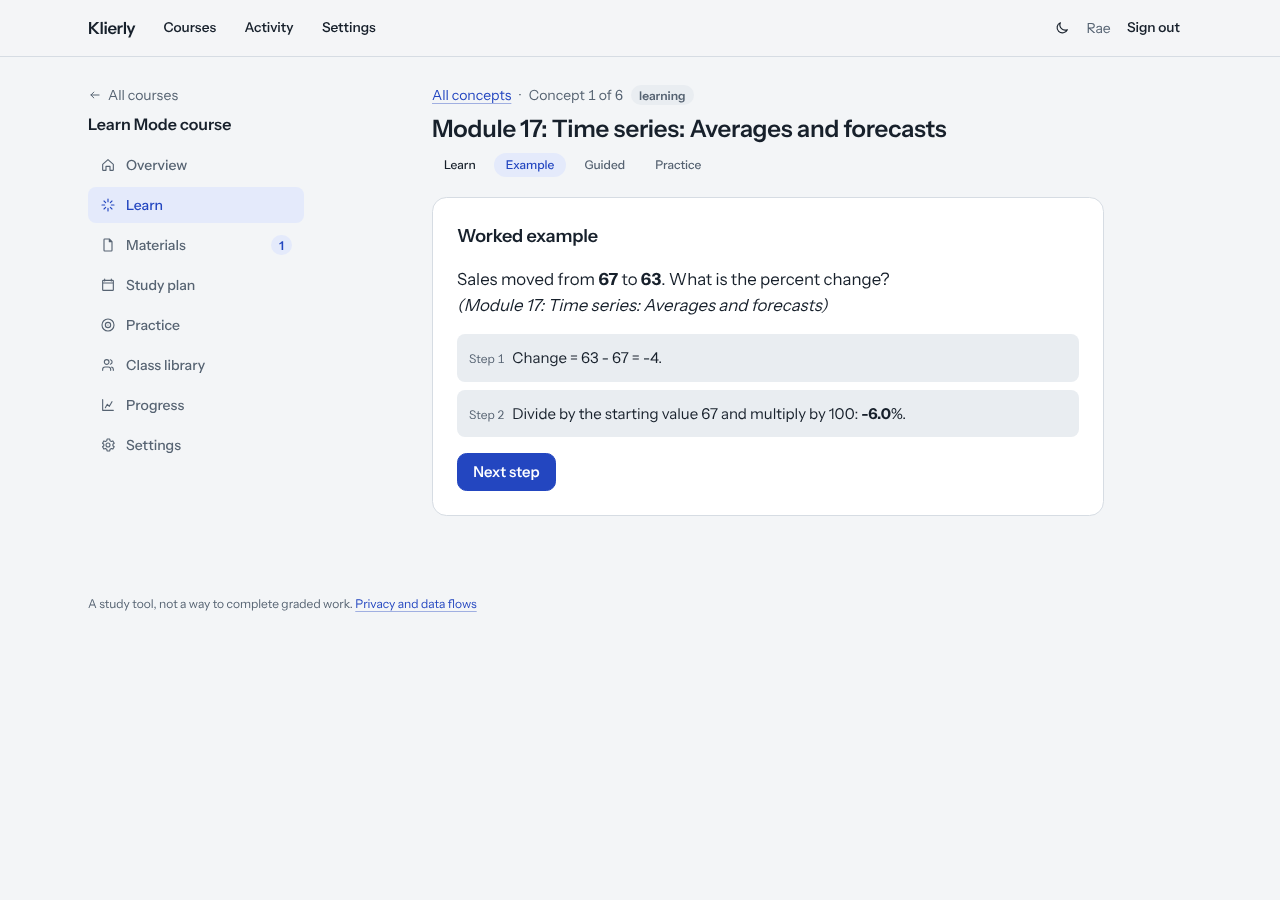 Klierly Courses Activity Settings Rae Sign out
← All courses
Learn Mode course
Overview
Learn
Materials 1
Study plan
Practice
Class library
Progress
Settings
All concepts · Concept 1 of 6 learning
Module 17: Time series: Averages and forecasts
Learn Example Guided Practice
Worked example
Sales moved from 67 to 63. What is the percent change?
(Module 17: Time series: Averages and forecasts)
Step 1 Change = 63 - 67 = -4.
Step 2 Divide by the starting value 67 and multiply by 100: -6.0%.
Next step
A study tool, not a way to complete graded work. Privacy and data flows